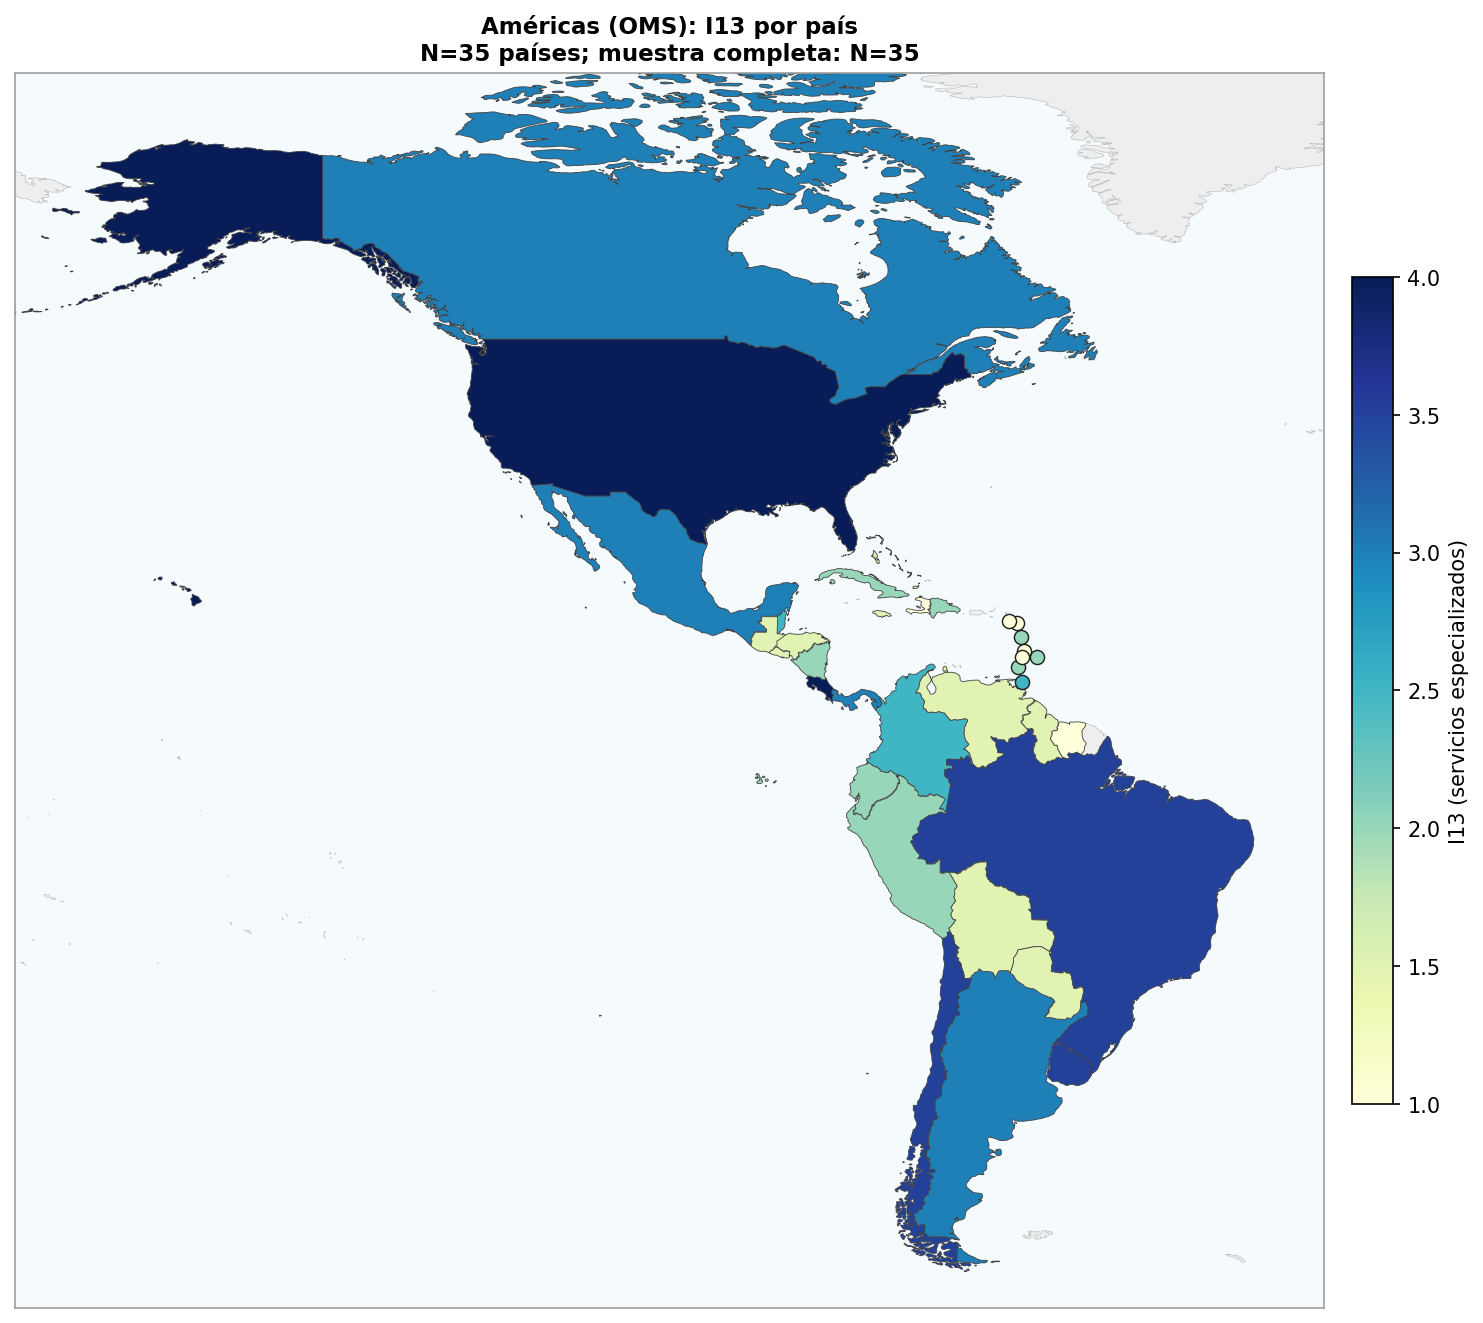 Américas (OMS): I13 por país
N=35 países; muestra completa: N=35
4.0
3.5
3.0
2.5
2.0
1.5
1.0
I13 (servicios especializados)